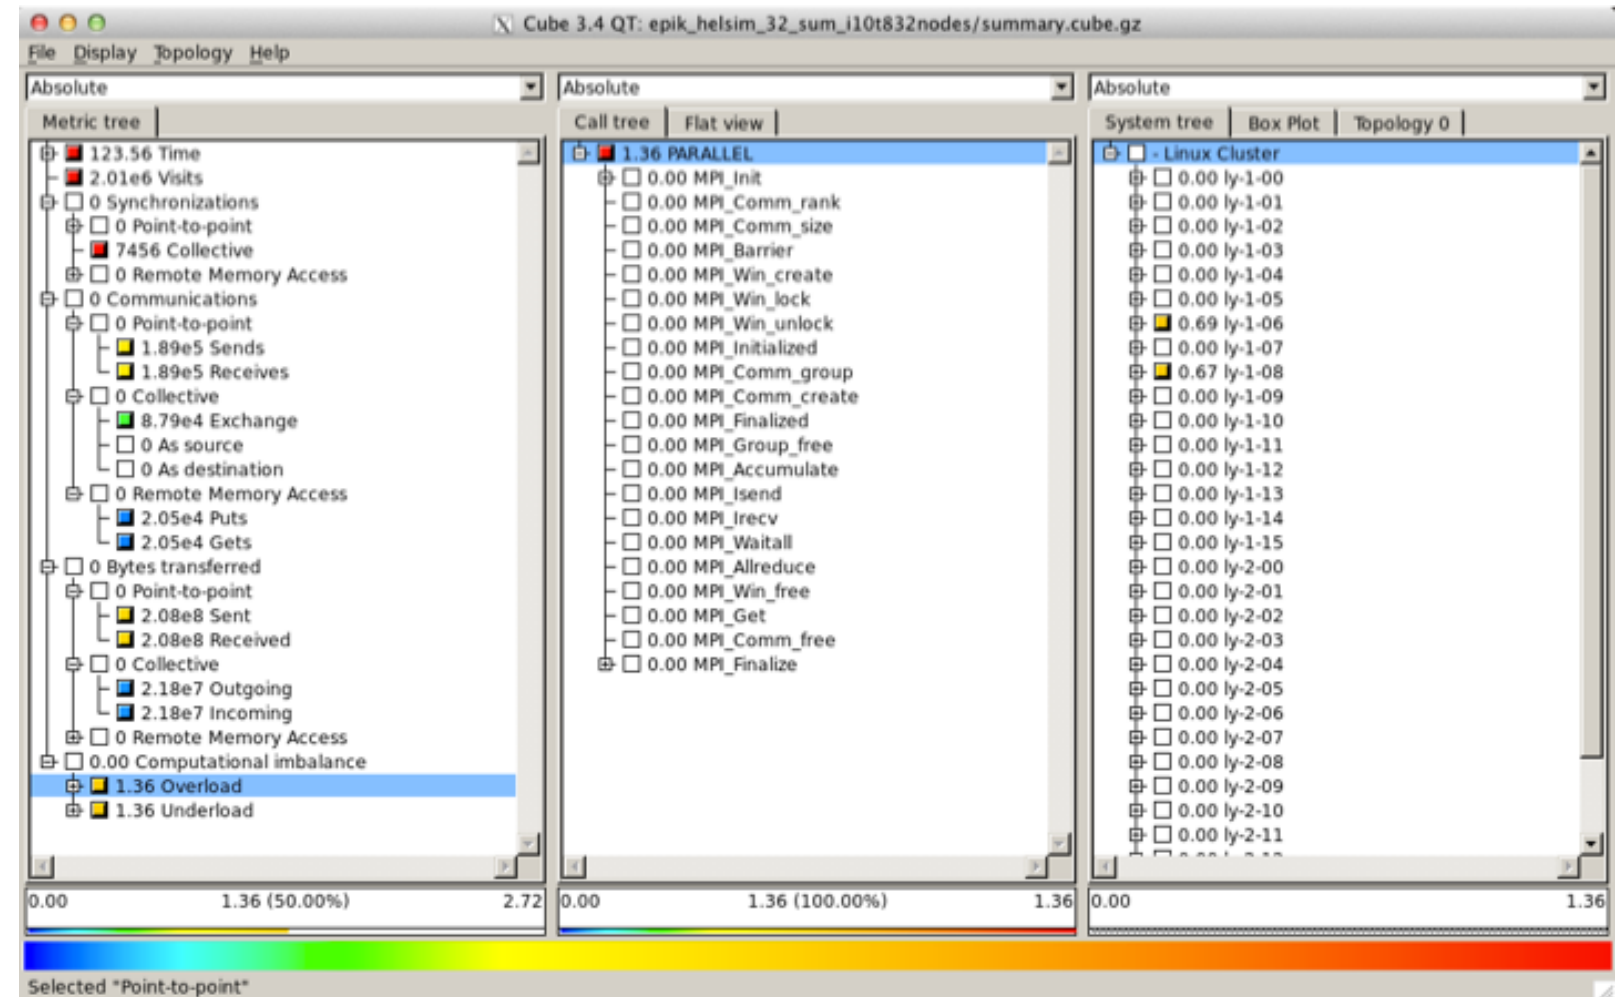 Cube 3.4 QT: epik_helsim_32_sum_i10t832nodes/summary.cube.gz
File Display Topology Help
Absolute
Metric tree
123.56 Time
2.01e6 Visits
0 Synchronizations
0 Point-to-point
7456 Collective
0 Remote Memory Access
0 Communications
0 Point-to-point
1.89e5 Sends
1.89e5 Receives
0 Collective
8.79e4 Exchange
0 As source
0 As destination
0 Remote Memory Access
2.05e4 Puts
2.05e4 Gets
0 Bytes transferred
0 Point-to-point
2.08e8 Sent
2.08e8 Received
0 Collective
2.18e7 Outgoing
2.18e7 Incoming
0 Remote Memory Access
0.00 Computational imbalance
1.36 Overload
1.36 Underload
0.00 1.36 (50.00%) 2.72
Absolute
Call tree Flat view
1.36 PARALLEL
0.00 MPI_Init
0.00 MPI_Comm_rank
0.00 MPI_Comm_size
0.00 MPI_Barrier
0.00 MPI_Win_create
0.00 MPI_Win_lock
0.00 MPI_Win_unlock
0.00 MPI_Initialized
0.00 MPI_Comm_group
0.00 MPI_Comm_create
0.00 MPI_Finalized
0.00 MPI_Group_free
0.00 MPI_Accumulate
0.00 MPI_Isend
0.00 MPI_Irecv
0.00 MPI_Waitall
0.00 MPI_Allreduce
0.00 MPI_Win_free
0.00 MPI_Get
0.00 MPI_Comm_free
0.00 MPI_Finalize
0.00 1.36 (100.00%) 1.36
Absolute
System tree Box Plot Topology 0
- Linux Cluster
0.00 ly-1-00
0.00 ly-1-01
0.00 ly-1-02
0.00 ly-1-03
0.00 ly-1-04
0.00 ly-1-05
0.69 ly-1-06
0.00 ly-1-07
0.67 ly-1-08
0.00 ly-1-09
0.00 ly-1-10
0.00 ly-1-11
0.00 ly-1-12
0.00 ly-1-13
0.00 ly-1-14
0.00 ly-1-15
0.00 ly-2-00
0.00 ly-2-01
0.00 ly-2-02
0.00 ly-2-03
0.00 ly-2-04
0.00 ly-2-05
0.00 ly-2-06
0.00 ly-2-07
0.00 ly-2-08
0.00 ly-2-09
0.00 ly-2-10
0.00 ly-2-11
0.00 1.36
Selected "Point-to-point"